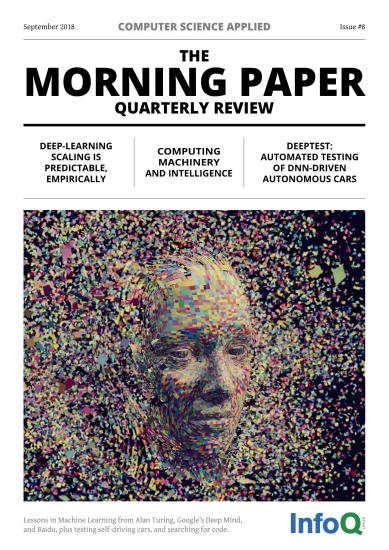 September 2018 COMPUTER SCIENCE APPLIED Issue #8
THE
MORNING PAPER
QUARTERLY REVIEW
DEEP-LEARNING
SCALING IS
PREDICTABLE,
EMPIRICALLY
COMPUTING
MACHINERY
AND INTELLIGENCE
DEEPTEST:
AUTOMATED TESTING
OF DNN-DRIVEN
AUTONOMOUS CARS
Lessons in Machine Learning from Alan Turing, Google's Deep Mind,
and Baidu, plus testing self-driving cars, and searching for code.
InfoQ